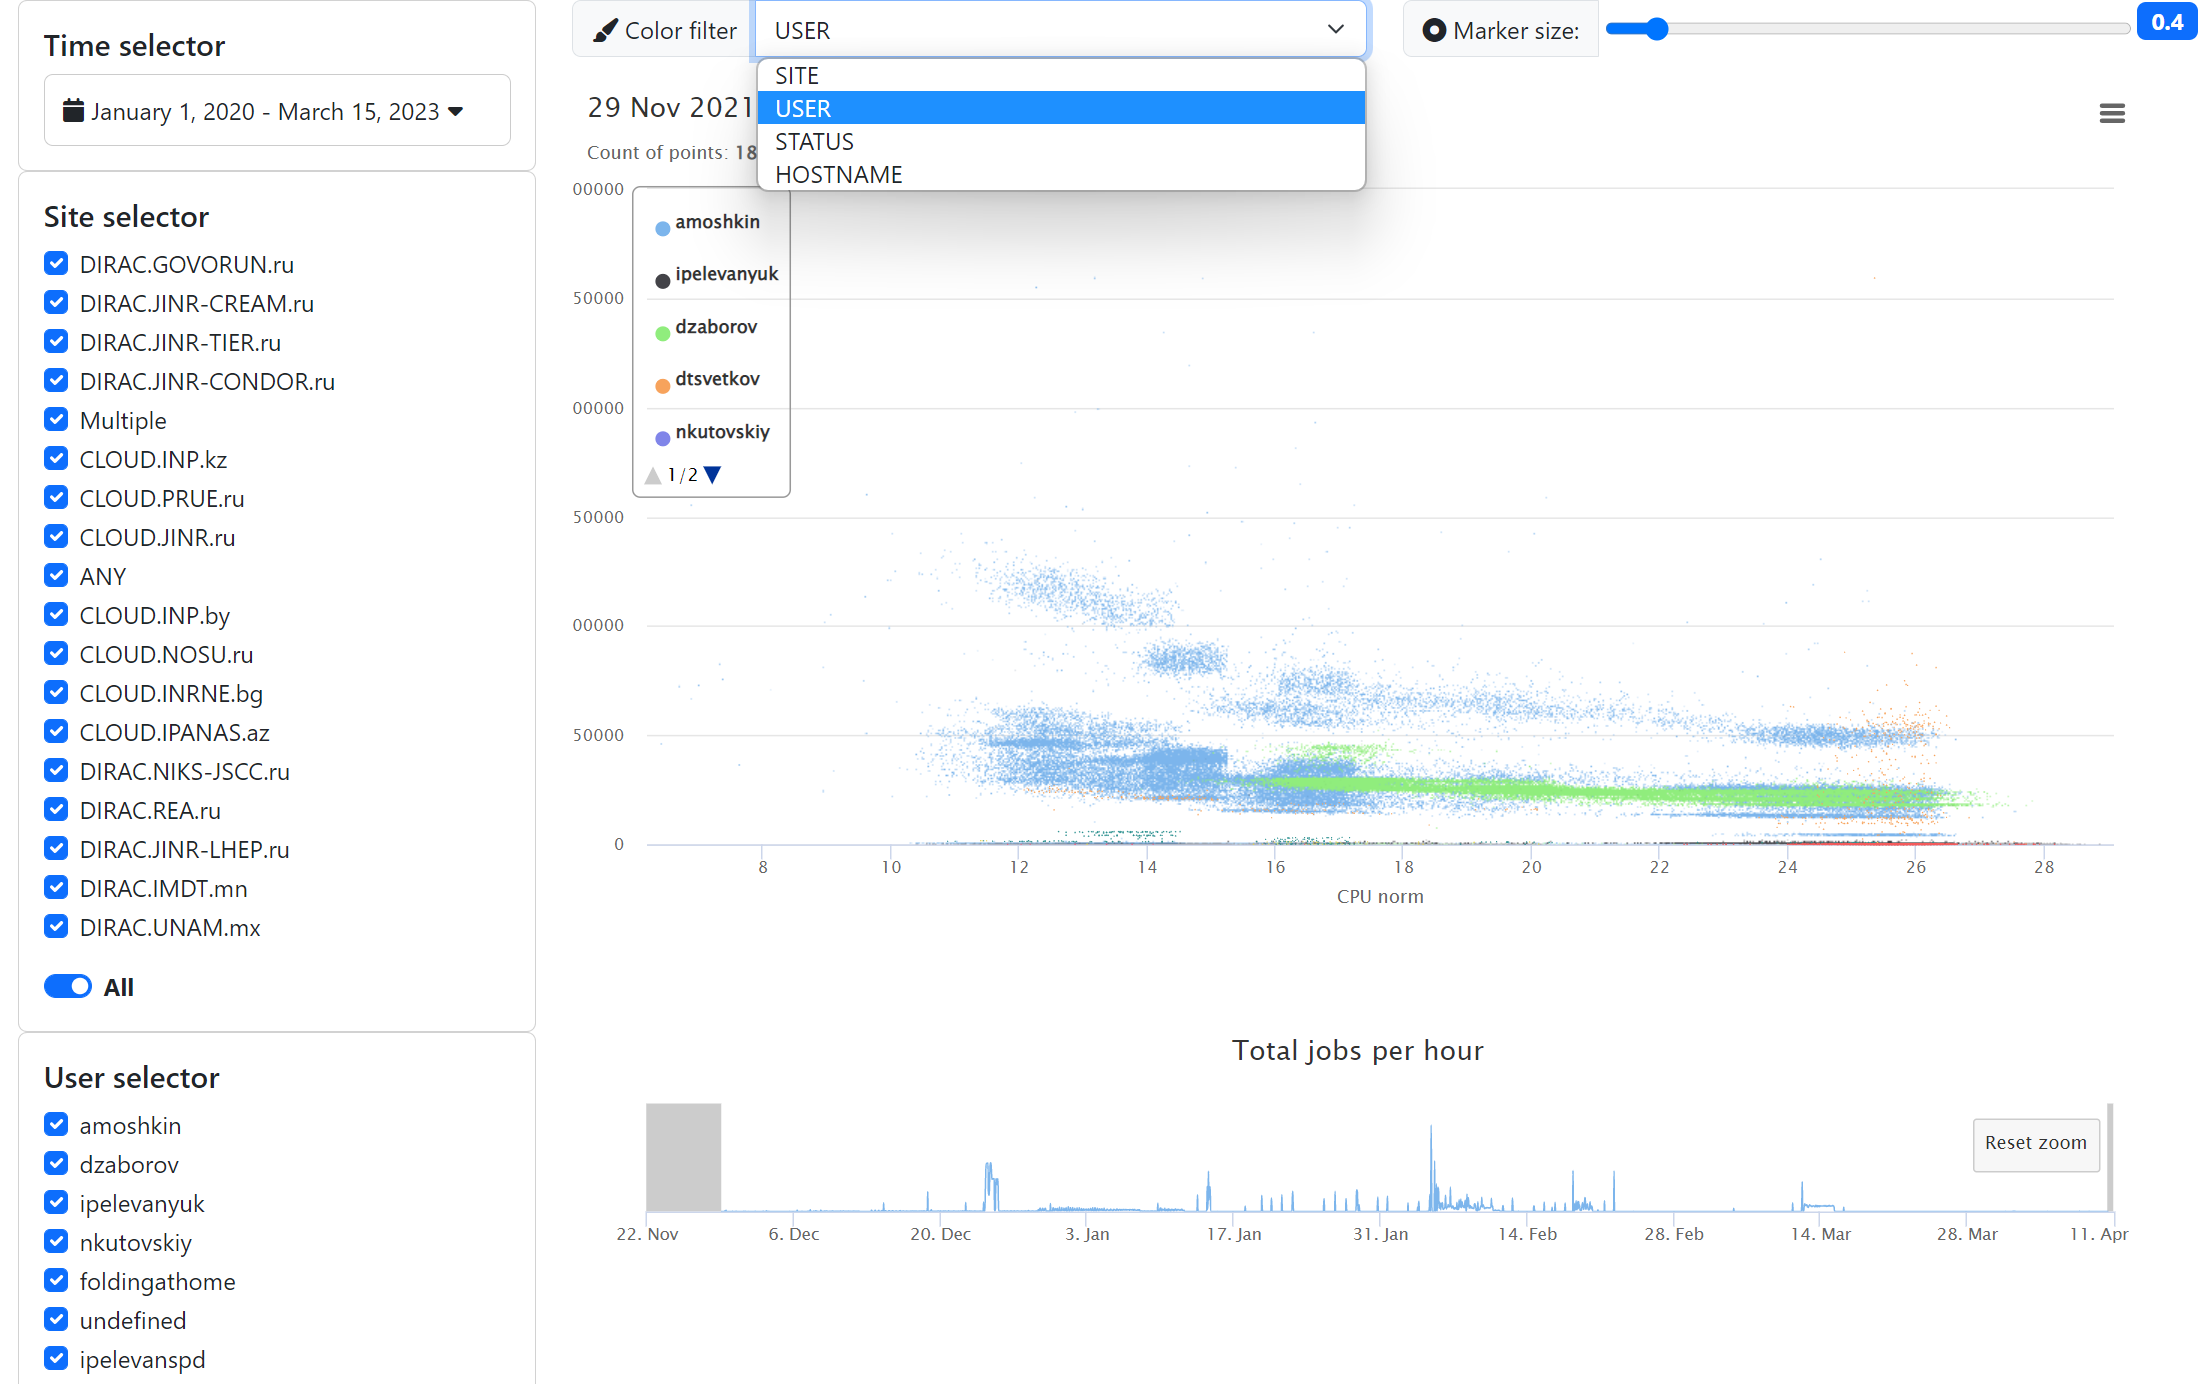 Time selector
January 1, 2020 - March 15, 2023
Site selector
DIRAC.GOVORUN.ru
DIRAC.JINR-CREAM.ru
DIRAC.JINR-TIER.ru
DIRAC.JINR-CONDOR.ru
Multiple
CLOUD.INP.kz
CLOUD.PRUE.ru
CLOUD.JINR.ru
ANY
CLOUD.INP.by
CLOUD.NOSU.ru
CLOUD.INRNE.bg
CLOUD.IPANAS.az
DIRAC.NIKS-JSCC.ru
DIRAC.REA.ru
DIRAC.JINR-LHEP.ru
DIRAC.IMDT.mn
DIRAC.UNAM.mx
All
User selector
amoshkin
dzaborov
ipelevanyuk
nkutovskiy
foldingathome
undefined
ipelevanspd
Color filter
USER
SITE
USER
STATUS
HOSTNAME
Marker size:
0.4
29 Nov 2021
Count of points: 18
00000
50000
00000
50000
00000
50000
0
amoshkin
ipelevanyuk
dzaborov
dtsvetkov
nkutovskiy
1/2
8 10 12 14 16 18 20 22 24 26 28
CPU norm
Total jobs per hour
Reset zoom
22. Nov 6. Dec 20. Dec 3. Jan 17. Jan 31. Jan 14. Feb 28. Feb 14. Mar 28. Mar 11. Apr